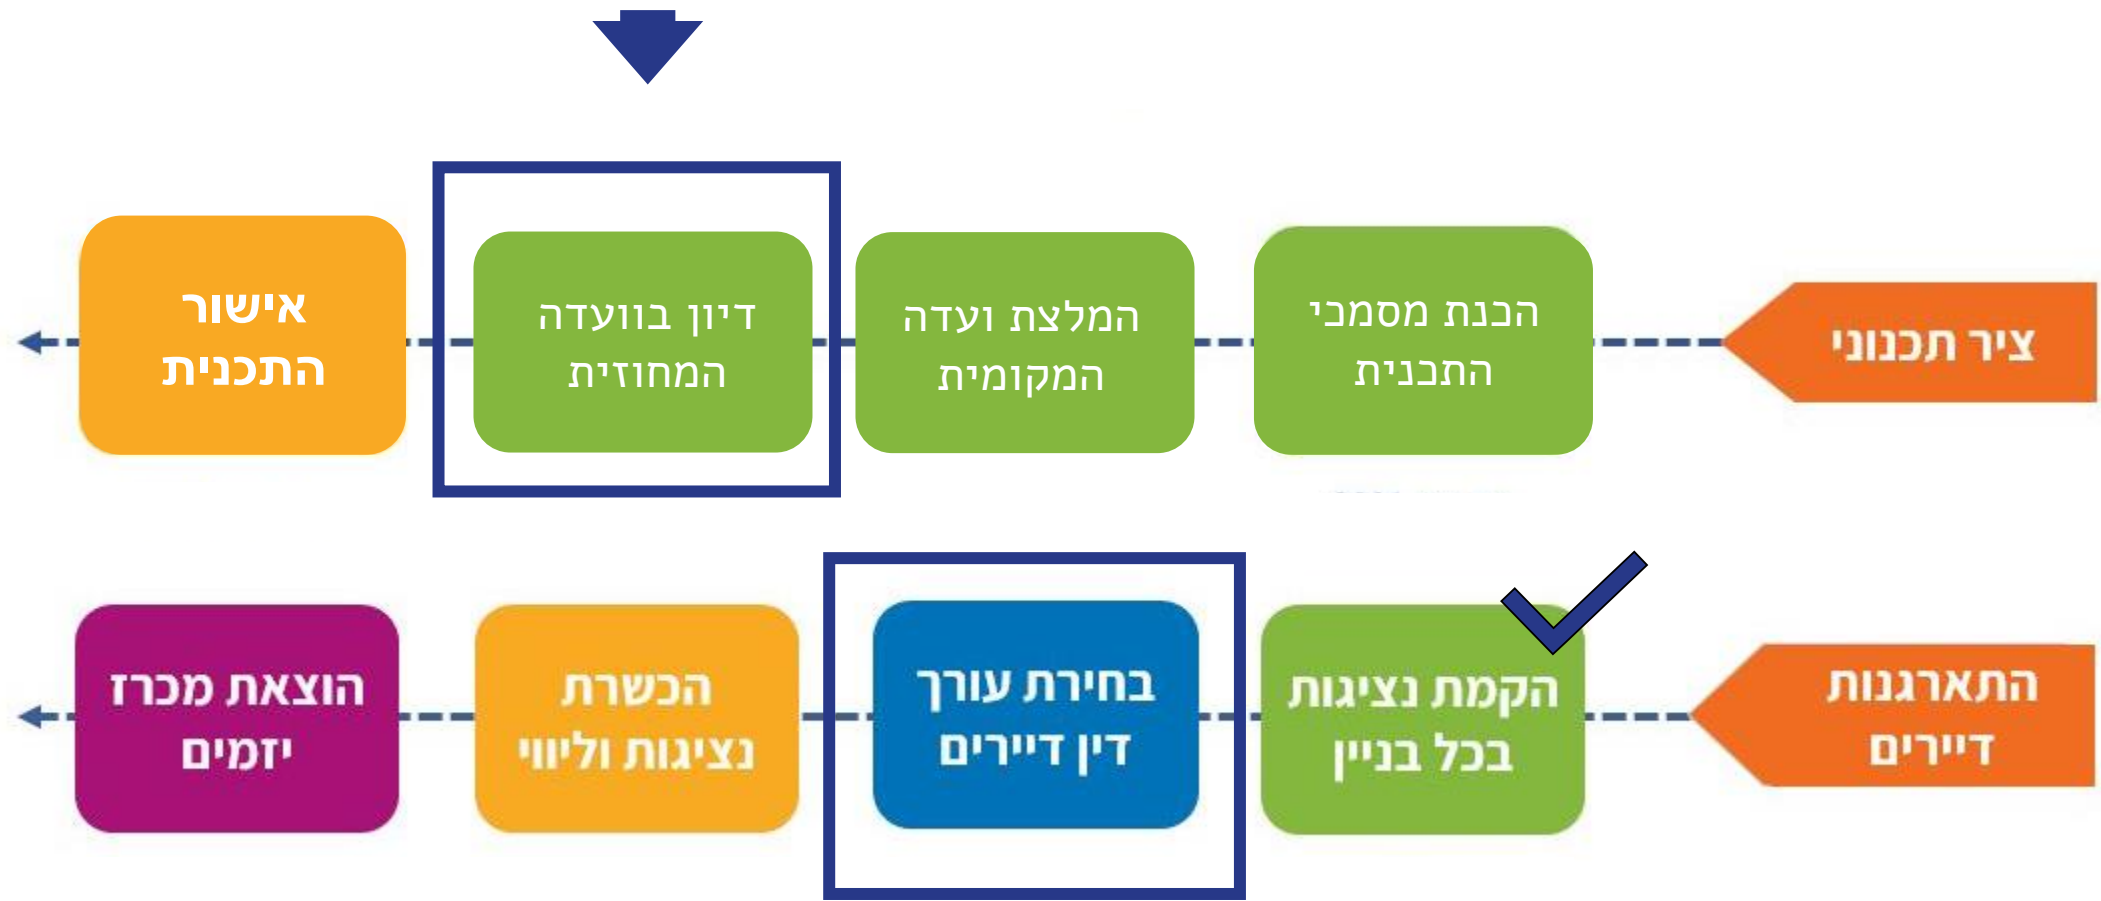 ציר תכנוני
הכנת מסמכי
התכנית
המלצת ועדה
המקומית
דיון בוועדה
המחוזית
אישור
התכנית
התארגנות
דיירים
הקמת נציגות
בכל בניין
בחירת עורך
דין דיירים
הכשרת
נציגות וליווי
הוצאת מכרז
יזמים